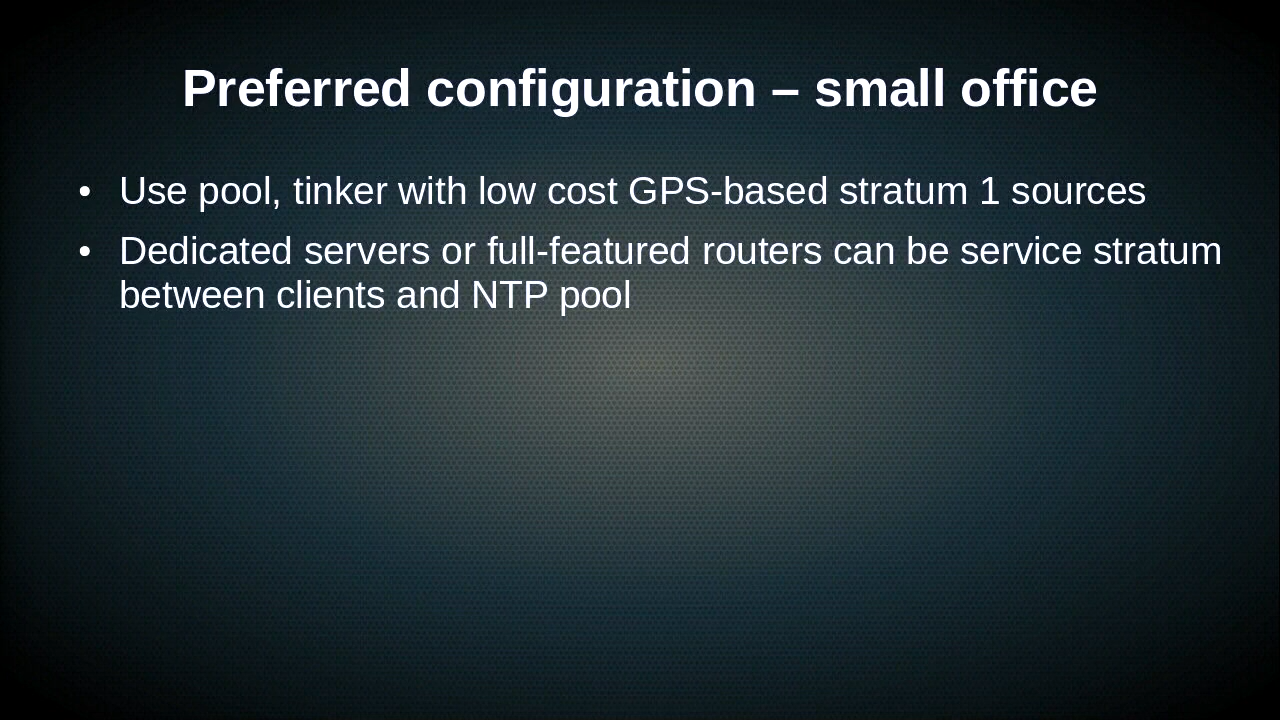 Preferred configuration – small office
• Use pool, tinker with low cost GPS-based stratum 1 sources
• Dedicated servers or full-featured routers can be service stratum
between clients and NTP pool